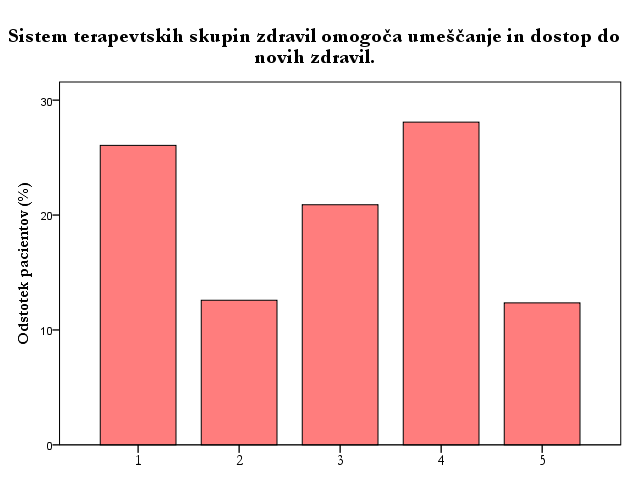 Sistem terapevtskih skupin zdravil omogoča umeščanje in dostop do
novih zdravil.
Odstotek pacientov (%)
30
20
10
0
1 2 3 4 5